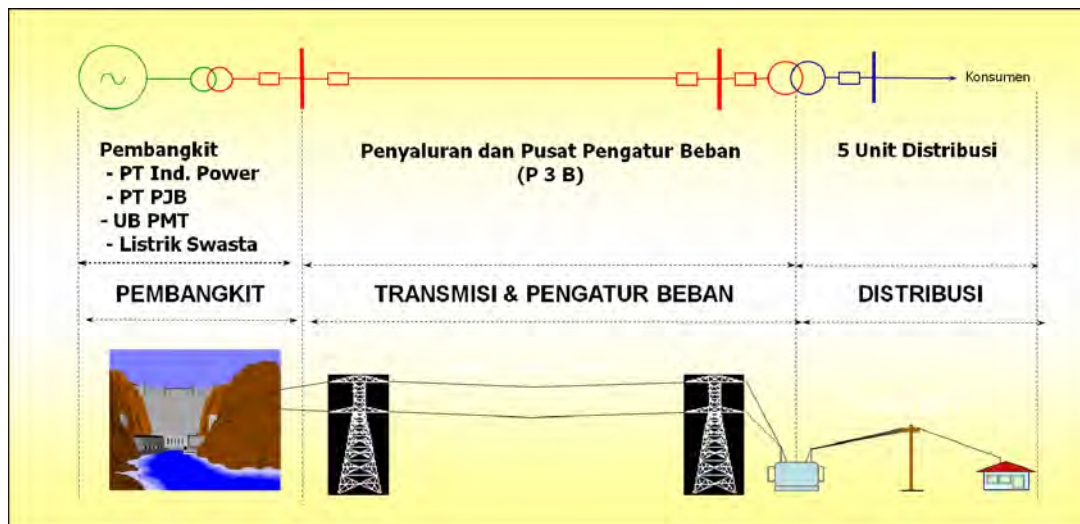 Konsumen
Pembangkit
- PT Ind. Power
- PT PJB
- UB PMT
- Listrik Swasta
Penyaluran dan Pusat Pengatur Beban
(P 3 B)
5 Unit Distribusi
PEMBANGKIT
TRANSMISI & PENGATUR BEBAN
DISTRIBUSI